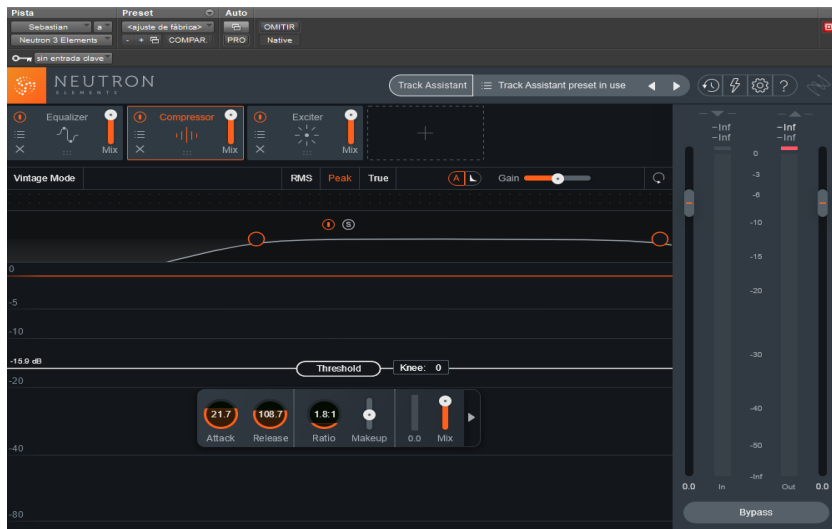 Pista Preset Auto
Sebastian a <ajuste de fábrica> OMITIR
Neutron 3 Elements - + COMPAR. PRO Native
sin entrada clave
NEUTRON Track Assistant Track Assistant preset in use ?
ELEMENTS
Equalizer Compressor Exciter
Mix Mix Mix
+
Vintage Mode RMS Peak True A Gain
S
0
-5
-10
-15.9 dB
Threshold Knee: 0
-20
21.7 108.7 1.8:1
Attack Release Ratio Makeup 0.0 Mix
-40
-80
-Inf -Inf
-Inf -Inf
0
-3
-6
-10
-15
-20
-30
-40
-50
-Inf
0.0 In Out 0.0
Bypass